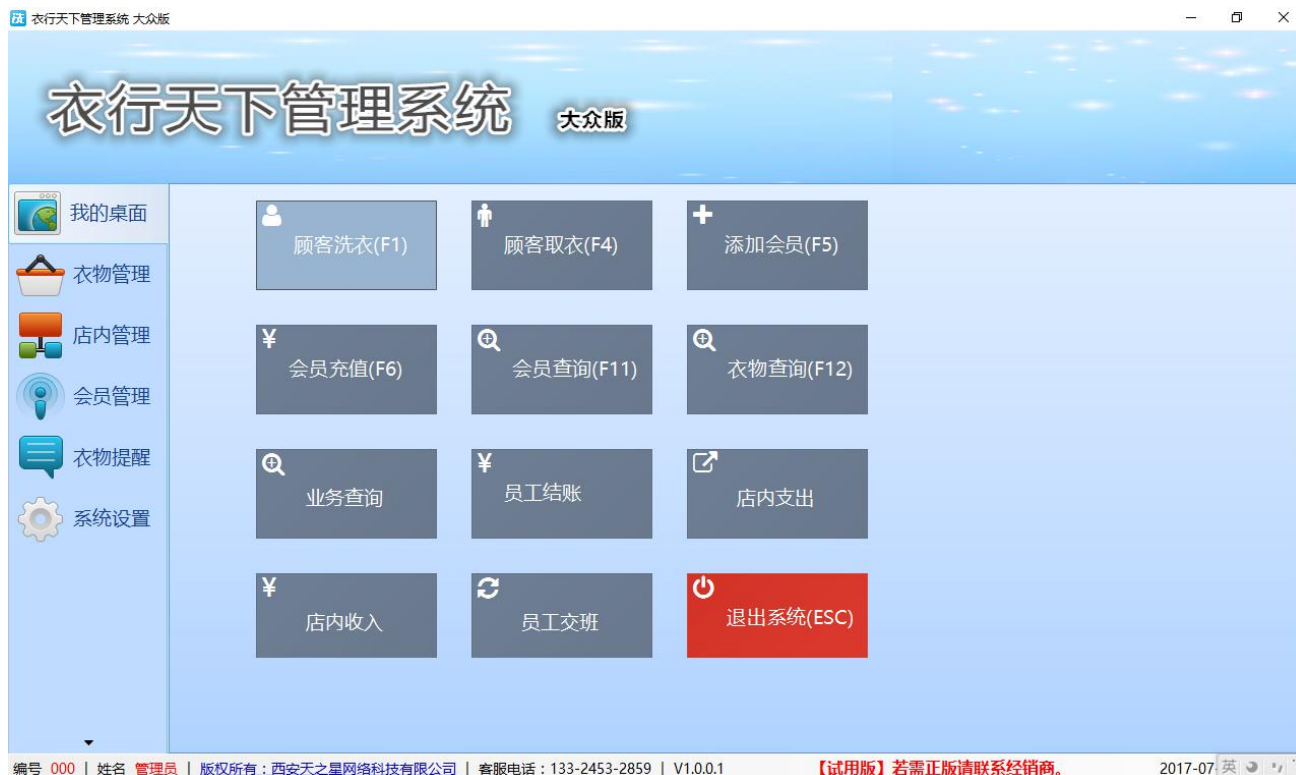 洗 衣行天下管理系统 大众版
衣行天下管理系统 大众版
我的桌面
衣物管理
店内管理
会员管理
衣物提醒
系统设置
顾客洗衣(F1) 顾客取衣(F4) 添加会员(F5)
¥ 会员充值(F6) 会员查询(F11) 衣物查询(F12)
业务查询 ¥ 员工结账 店内支出
¥ 店内收入 员工交班 退出系统(ESC)
编号 000 | 姓名 管理员 | 版权所有：西安天之星网络科技有限公司 | 客服电话：133-2453-2859 | V1.0.0.1 【试用版】若需正版请联系经销商。 2017-07 英